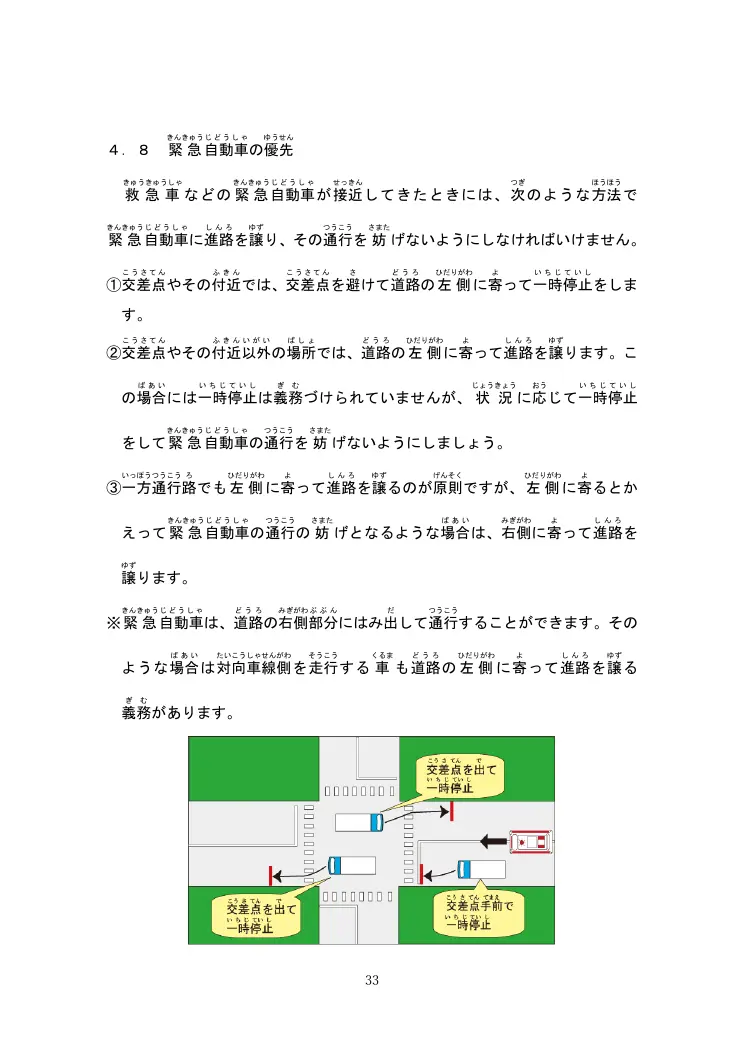 ４．８　緊急自動車の優先
救急車などの緊急自動車が接近してきたときには、次のような方法で
緊急自動車に進路を譲り、その通行を妨げないようにしなければいけません。
①交差点やその付近では、交差点を避けて道路の左側に寄って一時停止をしま
す。
②交差点やその付近以外の場所では、道路の左側に寄って進路を譲ります。こ
の場合には一時停止は義務づけられていませんが、状況に応じて一時停止
をして緊急自動車の通行を妨げないようにしましょう。
③一方通行路でも左側に寄って進路を譲るのが原則ですが、左側に寄るとか
えって緊急自動車の通行の妨げとなるような場合は、右側に寄って進路を
譲ります。
※緊急自動車は、道路の右側部分にはみ出して通行することができます。その
ような場合は対向車線側を走行する車も道路の左側に寄って進路を譲る
義務があります。
交差点を出て
一時停止
交差点を出て
一時停止
交差点手前で
一時停止
33